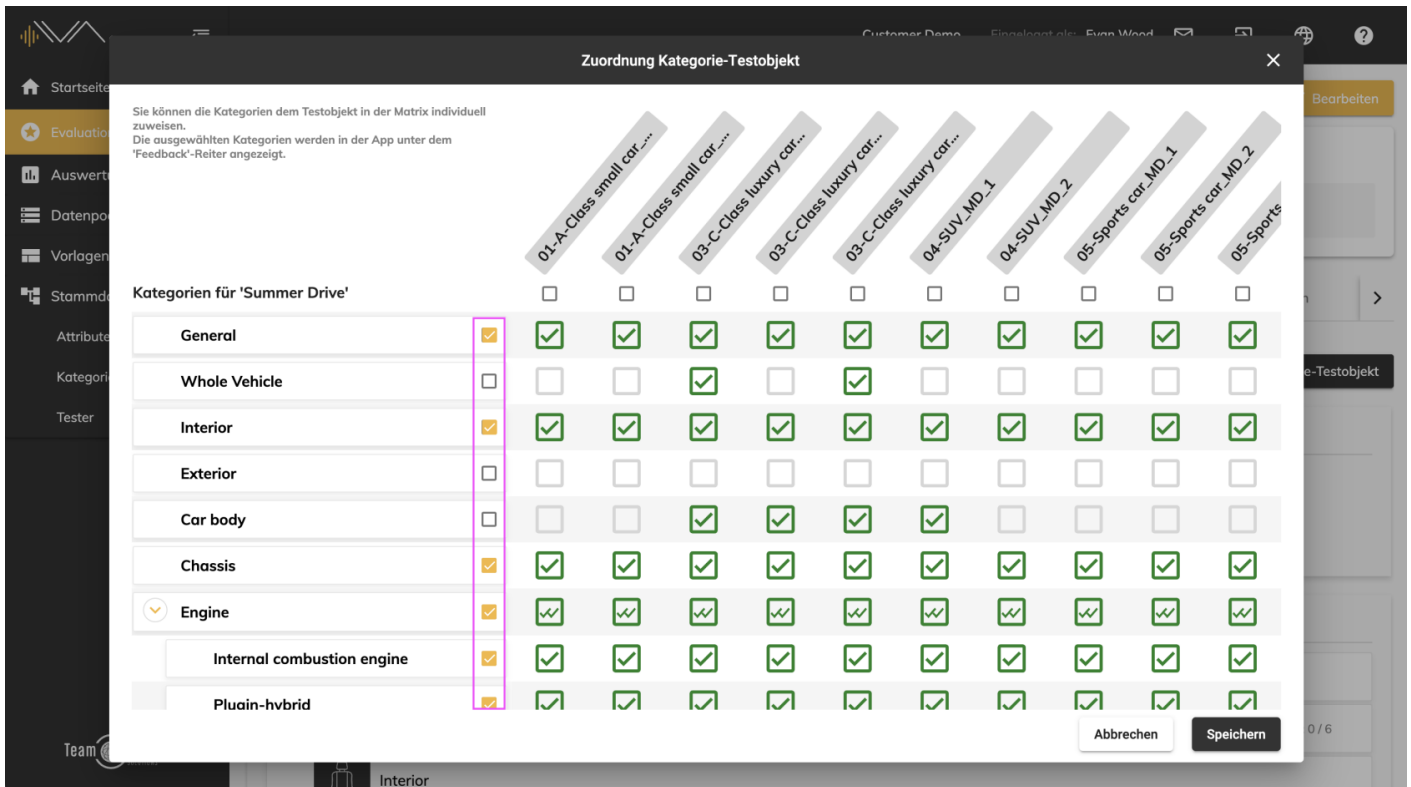 Customer Demo Eingeloggt als: Evan Wood
Zuordnung Kategorie-Testobjekt
Startseite
Bearbeiten
Sie können die Kategorien dem Testobjekt in der Matrix individuell
zuweisen.
Die ausgewählten Kategorien werden in der App unter dem
'Feedback'-Reiter angezeigt.
Evaluatio
Auswert
Datenpo
Vorlagen
Stammd
Attribute
Kategori
Tester
01-A-Class small car_...
01-A-Class small car_...
03-C-Class luxury car...
03-C-Class luxury car...
03-C-Class luxury car...
04-SUV_MD_1
04-SUV_MD_2
05-Sports car_MD_1
05-Sports car_MD_2
05-Sports
Kategorien für 'Summer Drive'
General
Whole Vehicle
e-Testobjekt
Interior
Exterior
Car body
Chassis
Engine
Internal combustion engine
Plugin-hybrid
Abbrechen
Speichern
0 / 6
Team
Interior